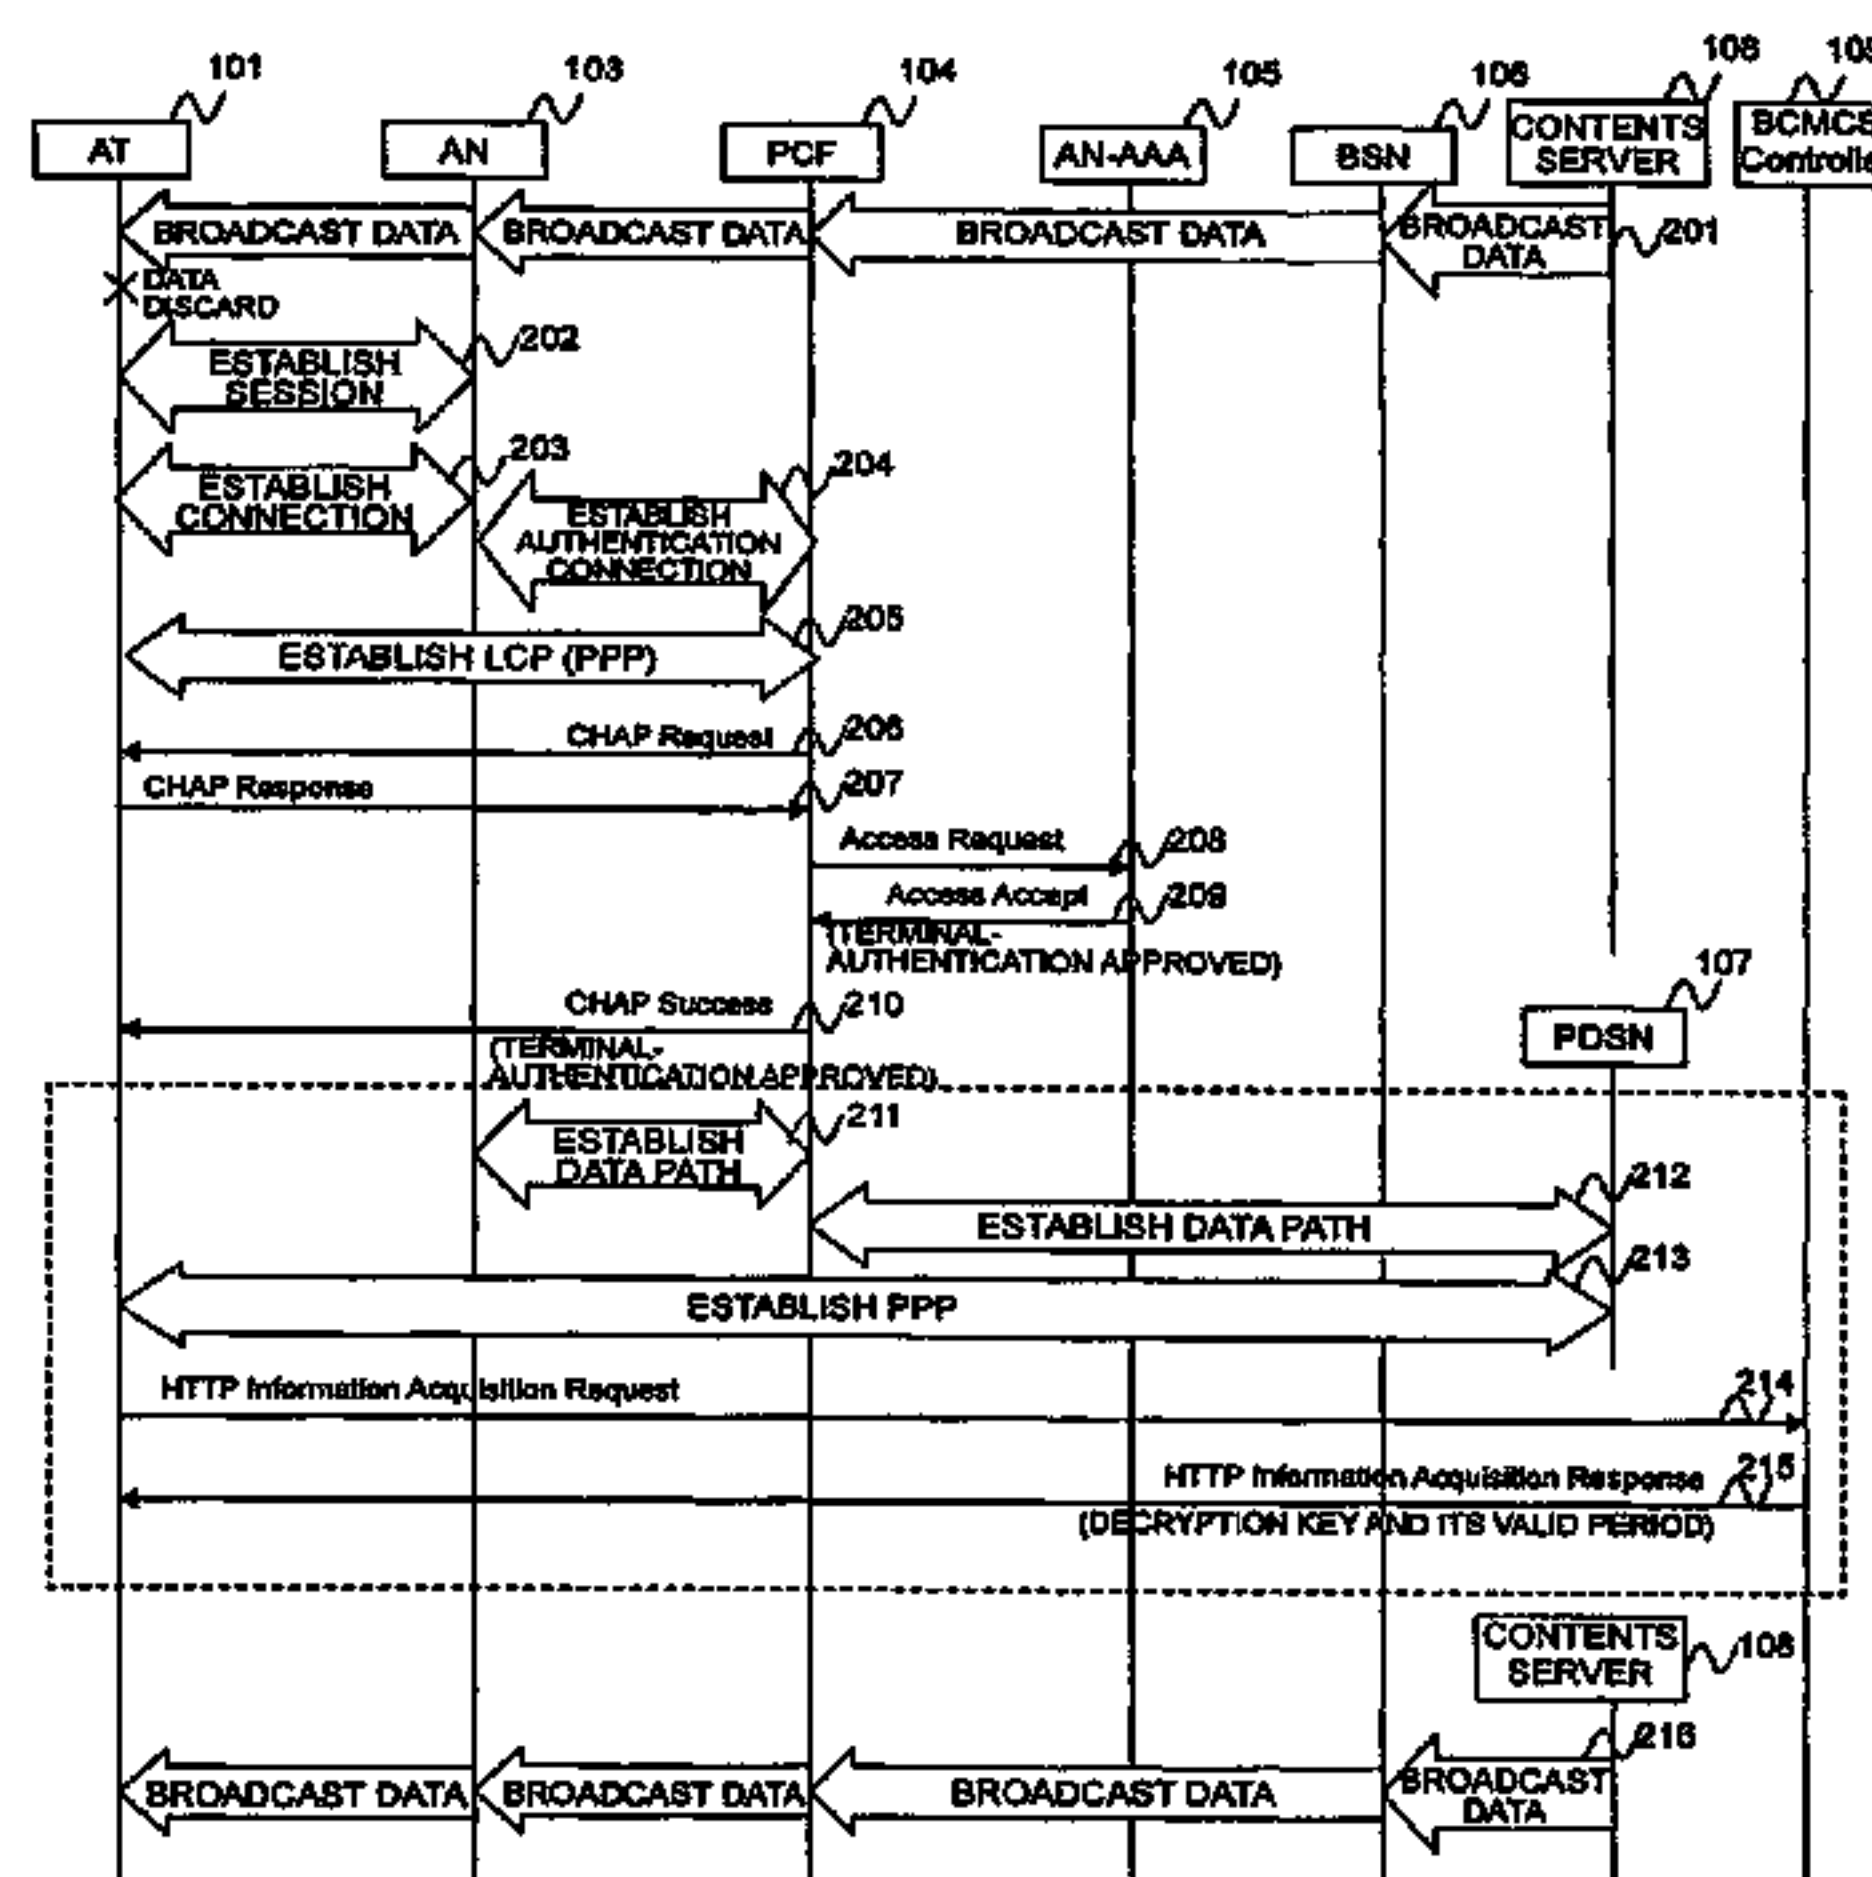 101
103
104
105
106
108
AT
AN
PCF
AN-AAA
BSN
CONTENTS
SERVER
BCMCS
Controlle
BROADCAST DATA
BROADCAST DATA
BROADCAST DATA
BROADCAST
DATA
201
DATA
DISCARD
ESTABLISH
SESSION
202
ESTABLISH
CONNECTION
203
ESTABLISH
AUTHENTICATION
CONNECTION
204
ESTABLISH LCP (PPP)
205
CHAP Request
206
CHAP Response
207
Access Request
208
Access Accept
209
(TERMINAL-
AUTHENTICATION APPROVED)
CHAP Success
210
(TERMINAL-
AUTHENTICATION APPROVED)
107
PDSN
ESTABLISH
DATA PATH
211
ESTABLISH DATA PATH
212
ESTABLISH PPP
213
HTTP Information Acquisition Request
214
HTTP Information Acquisition Response
215
(DECRYPTION KEY AND ITS VALID PERIOD)
CONTENTS
SERVER
108
BROADCAST DATA
BROADCAST DATA
BROADCAST DATA
BROADCAST
DATA
216